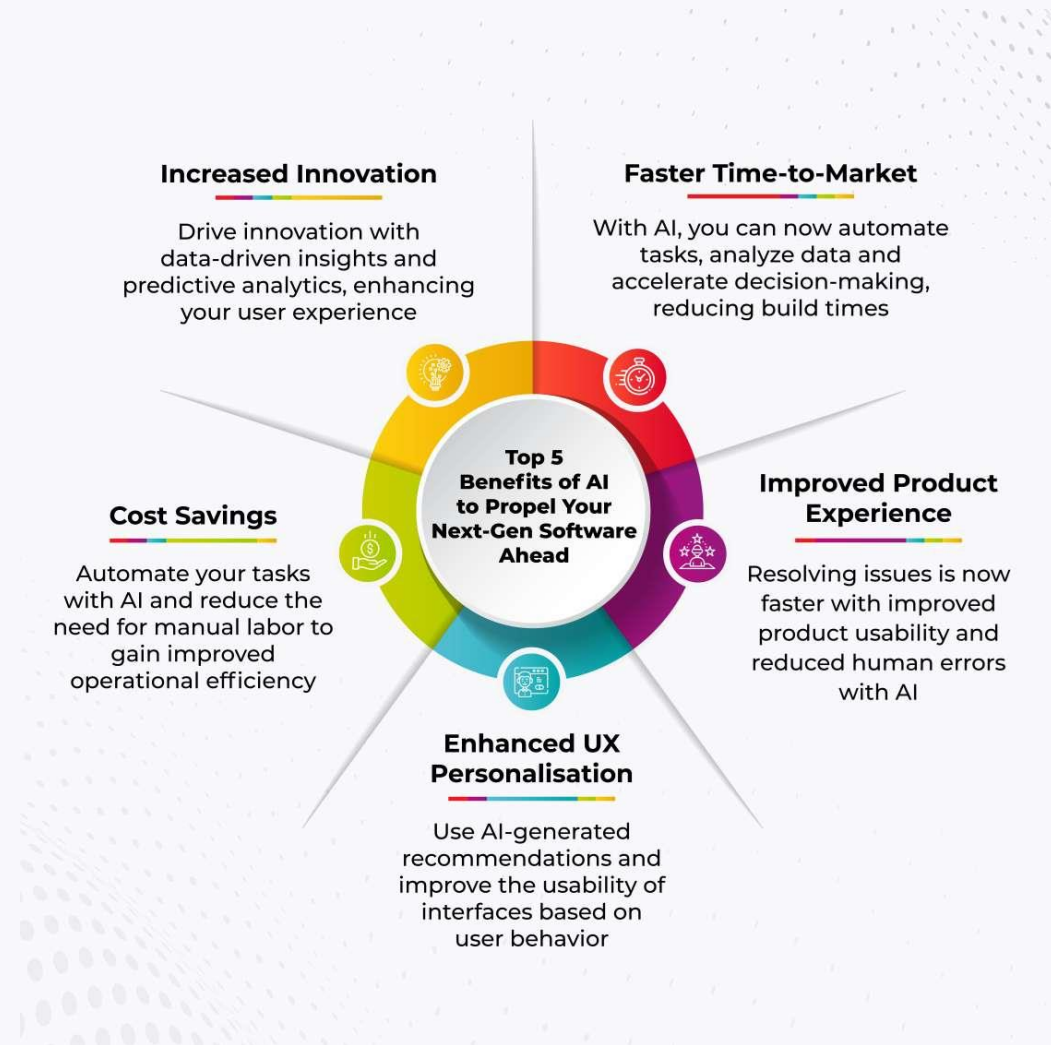 Increased Innovation
Drive innovation with
data-driven insights and
predictive analytics, enhancing
your user experience
Faster Time-to-Market
With AI, you can now automate
tasks, analyze data and
accelerate decision-making,
reducing build times
Top 5
Benefits of AI
to Propel Your
Next-Gen Software
Ahead
Cost Savings
Automate your tasks
with AI and reduce the
need for manual labor to
gain improved
operational efficiency
Improved Product
Experience
Resolving issues is now
faster with improved
product usability and
reduced human errors
with AI
Enhanced UX
Personalisation
Use AI-generated
recommendations and
improve the usability of
interfaces based on
user behavior